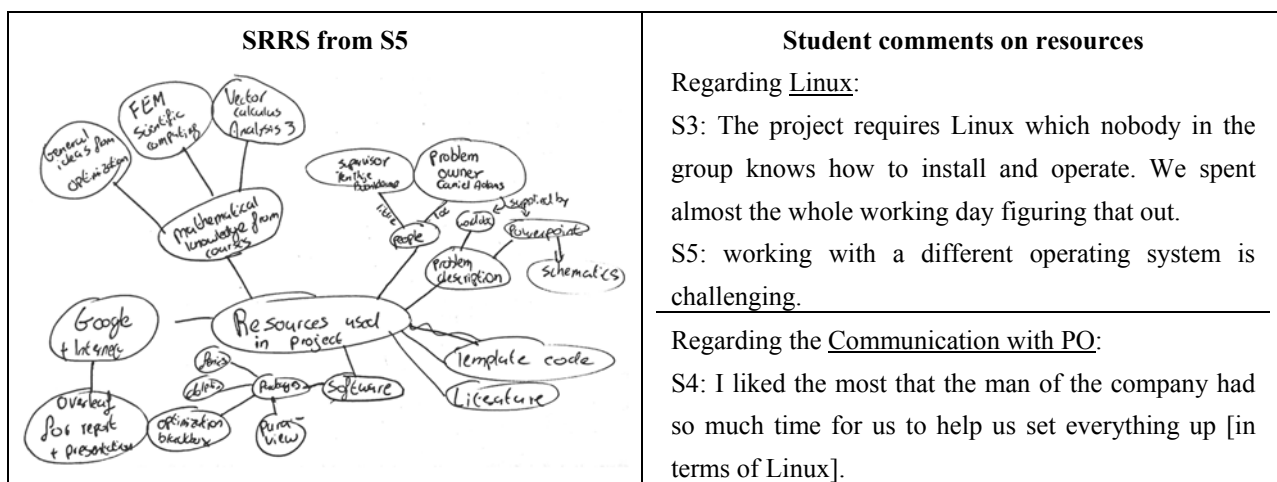 SRRS from S5
General
ideas from
optimization
FEM
Scientific
computing
Vector
calculus
Analysis 3
mathematical
knowledge from
courses
supervisor
Problem
owner
people
supplied by
Powerpoint
schematics
problem
description
Google
+ Internet
Resources used
in project
Template code
Literature
software
Packages
optimization
Para-
view
overleaf
for report
+ presentation
Student comments on resources
Regarding Linux:
S3: The project requires Linux which nobody in the
group knows how to install and operate. We spent
almost the whole working day figuring that out.
S5: working with a different operating system is
challenging.
Regarding the Communication with PO:
S4: I liked the most that the man of the company had
so much time for us to help us set everything up [in
terms of Linux].